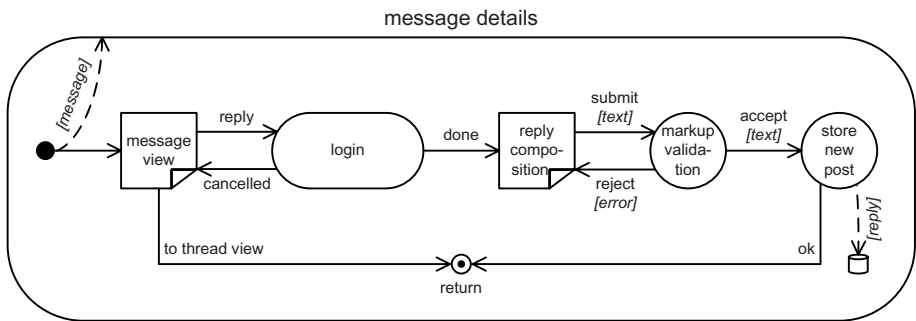 message details
[message]
message
view
reply
cancelled
login
done
reply
compo-
sition
submit
[text]
reject
[error]
markup
valida-
tion
accept
[text]
store
new
post
[reply]
to thread view
ok
return